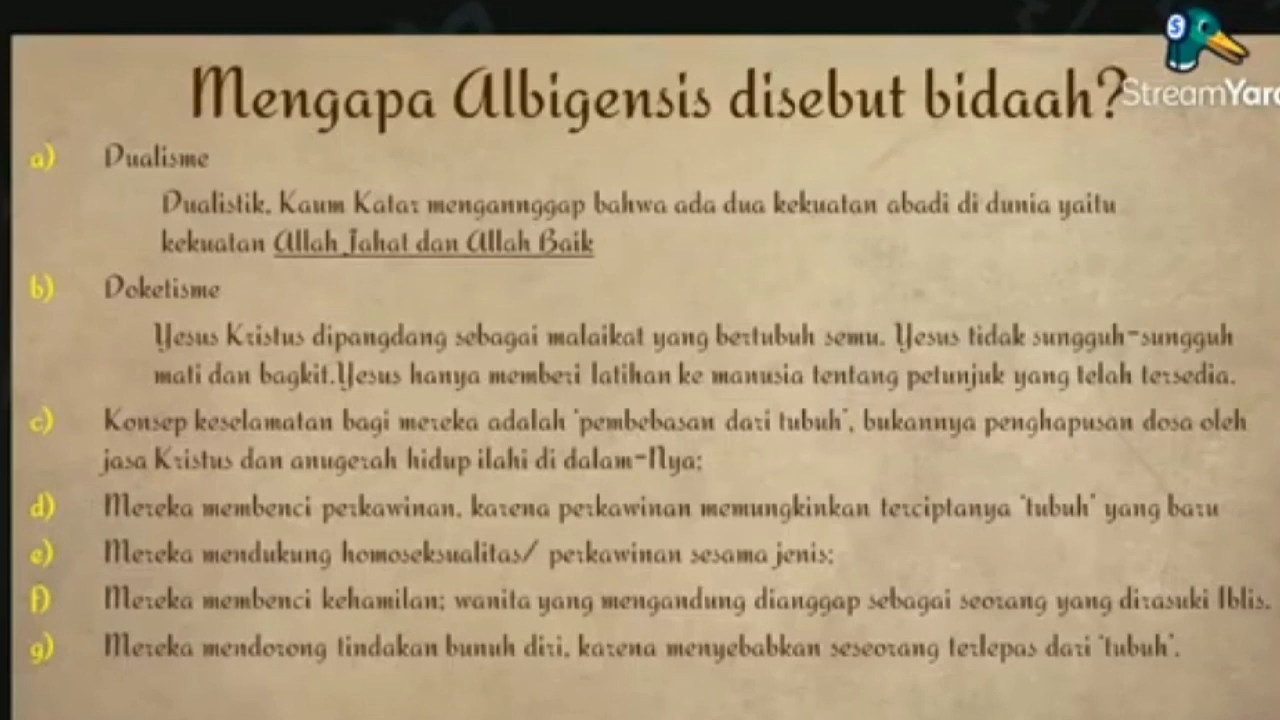 Mengapa Albigensis disebut bidaah?
StreamYard
a) Dualisme
Dualistik. Kaum Katar mengannggap bahwa ada dua kekuatan abadi di dunia yaitu
kekuatan Allah Jahat dan Allah Baik
b) Doketisme
Yesus Kristus dipangdang sebagai malaikat yang bertubuh semu. Yesus tidak sungguh-sungguh
mati dan bagkit.Yesus hanya memberi latihan ke manusia tentang petunjuk yang telah tersedia.
c) Konsep keselamatan bagi mereka adalah 'pembebasan dari tubuh', bukannya penghapusan dosa oleh
jasa Kristus dan anugerah hidup ilahi di dalam-Nya;
d) Mereka membenci perkawinan, karena perkawinan memungkinkan terciptanya 'tubuh' yang baru
e) Mereka mendukung homoseksualitas/ perkawinan sesama jenis;
f) Mereka membenci kehamilan; wanita yang mengandung dianggap sebagai seorang yang dirasuki Iblis.
g) Mereka mendorong tindakan bunuh diri, karena menyebabkan seseorang terlepas dari 'tubuh'.